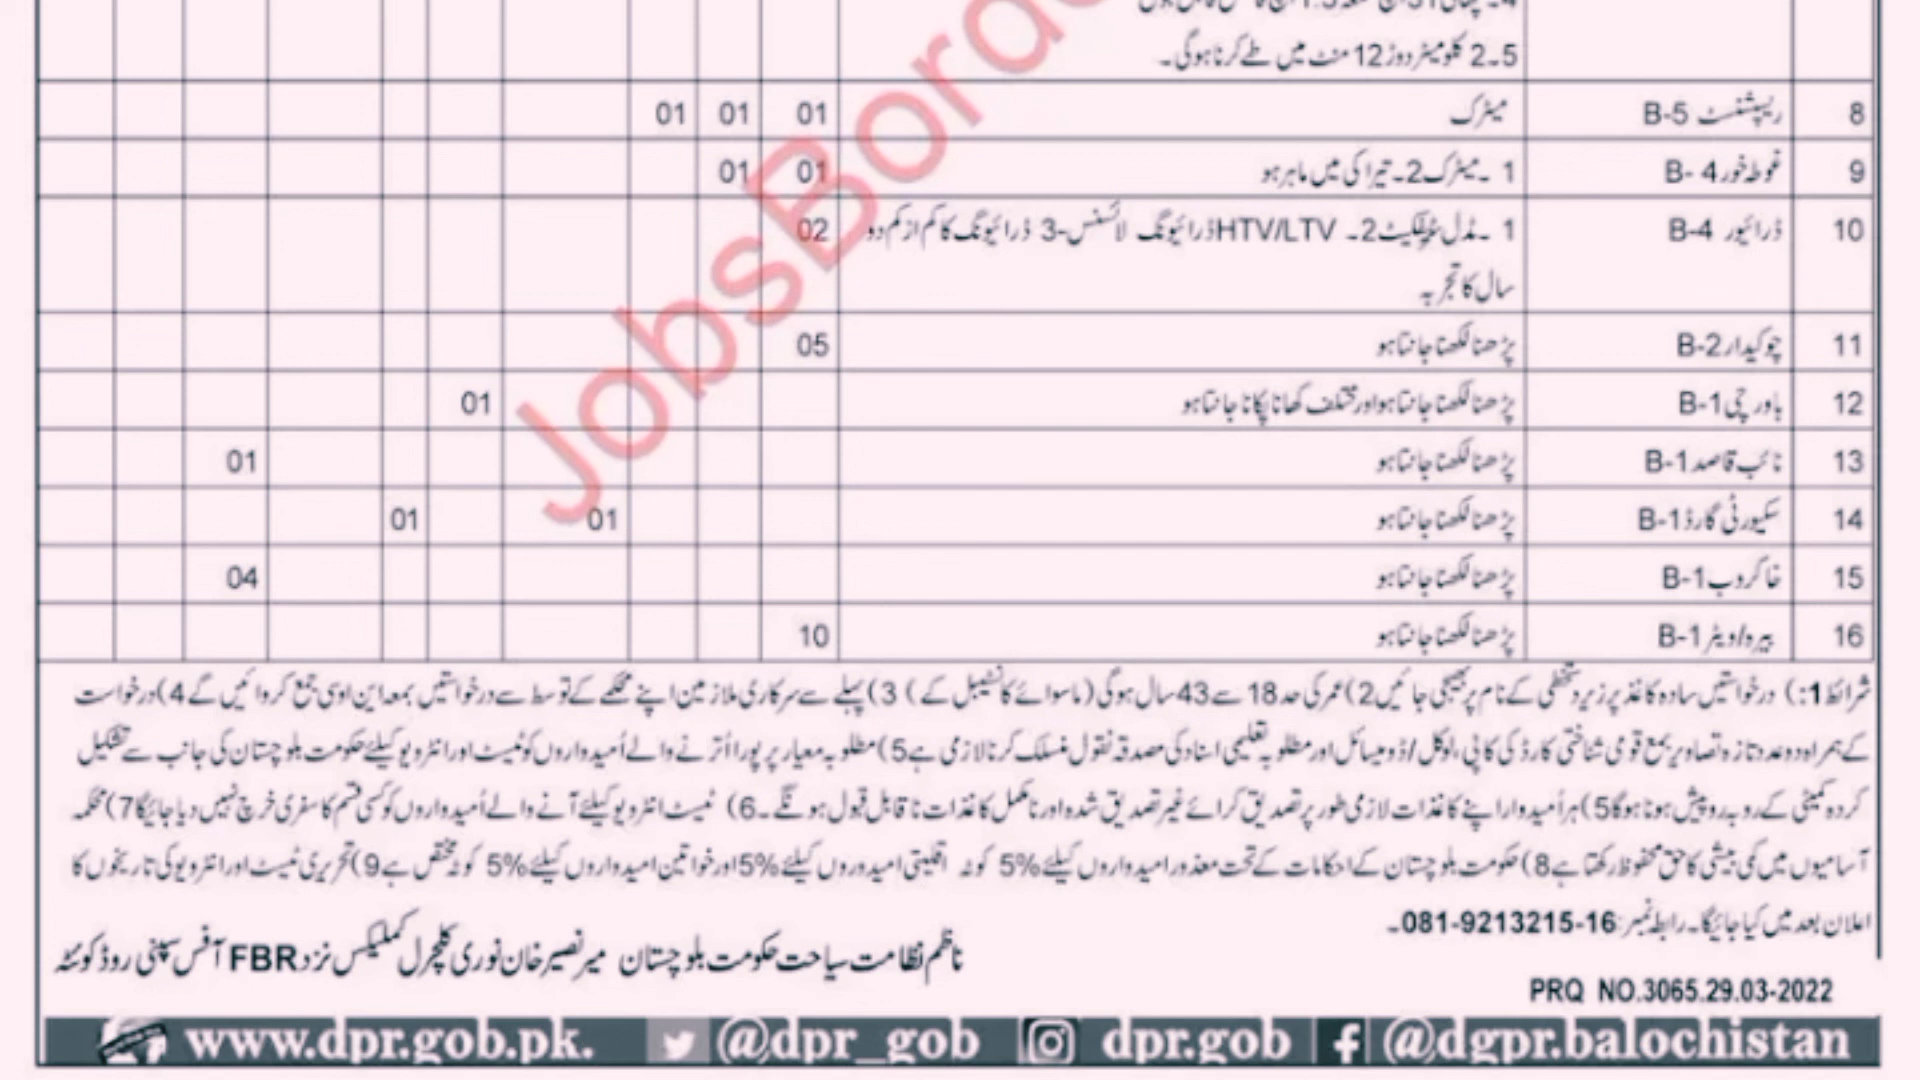 5۔2 کلومیٹر دوڑ 12 منٹ میں طے کرنا ہوگی۔
8 ریسپشنسٹ B-5 میٹرک 01 01 01
9 غوطہ خور B- 4 1 ۔میٹرک 2۔تیراکی میں ماہر ہو 01 01
10 ڈرائیور B-4 1 ۔مڈل سرٹیفکیٹ 2۔ HTV/LTV ڈرائیونگ لائسنس-3 ڈرائیونگ کا کم از کم دو 02
سال کا تجربہ
11 چوکیدار B-2 پڑھنا لکھنا جانتا ہو 05
12 باورچی B-1 پڑھنا لکھنا جانتا ہو اور مختلف کھانا پکانا جانتا ہو 01
13 نائب قاصد B-1 پڑھنا لکھنا جانتا ہو 01
14 سکیورٹی گارڈ B-1 پڑھنا لکھنا جانتا ہو 01 01
15 خاکروب B-1 پڑھنا لکھنا جانتا ہو 04
16 بیرہ/ویٹر B-1 پڑھنا لکھنا جانتا ہو 10
شرائط 1:) درخواستیں سادہ کاغذ پر زیر دستخطی کے نام پر بھیجی جائیں 2)عمر کی حد 18 سے 43 سال ہوگی (ماسوائے کانسٹیبل کے ) 3)پہلے سے سرکاری ملازمین اپنے محکمے کے توسط سے درخواستیں بمعہ این او سی جمع کروائیں گے 4)درخواست
کے ہمراہ دو عدد تازہ تصاویر بمع قومی شناختی کارڈ کی کاپی، لوکل/ڈومیسائل اور مطلوبہ تعلیمی اسناد کی مصدقہ نقول منسلک کرنا لازمی ہے 5)مطلوبہ معیار پر پورا اُترنے والے اُمیدواروں کو ٹیسٹ اور انٹرویو کیلئے حکومت بلوچستان کی جانب سے تشکیل
کردہ کمیٹی کے روبرو پیش ہونا ہوگا 5)ہر اُمیدوار اپنے کاغذات لازمی طور پر تصدیق کرائے غیر تصدیق شدہ اور نامکمل کاغذات ناقابل قبول ہونگے۔6) ٹیسٹ انٹرویو کیلئے آنے والے اُمیدواروں کو کسی قسم کا سفری خرچ نہیں دیا جائیگا 7)محکمہ
آسامیوں میں کمی بیشی کا حق محفوظ رکھتا ہے 8)حکومت بلوچستان کے احکامات کے تحت معذور امیدواروں کیلئے 5% کوٹہ اقلیتی امیدوروں کیلئے 5% اور خواتین امیدواروں کیلئے 5% کوٹہ مختص ہے 9)تحریری ٹیسٹ اور انٹرویو کی تاریخوں کا
اعلان بعد میں کیا جائیگا۔ رابطہ نمبر: 081-9213215-16۔
ناظم نظامت سیاحت حکومت بلوچستان میر نصیر خان نوری کلچرل کمپلیکس نزد FBR آفس سپنی روڈ کوئٹہ
PRQ NO.3065.29.03-2022
www.dpr.gob.pk. @dpr_gob dpr.gob @dgpr.balochistan